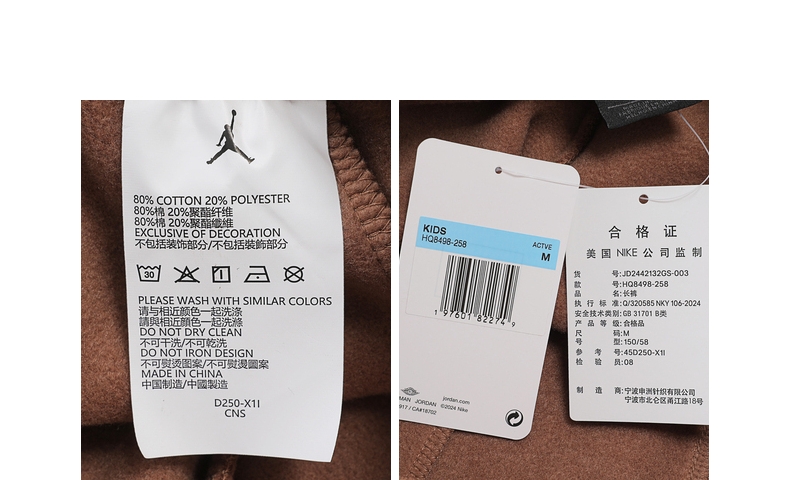 80% COTTON 20% POLYESTER
80%棉 20%聚酯纤维
80%棉 20%聚酯纖維
EXCLUSIVE OF DECORATION
不包括装饰部分/不包括裝飾部分
30
PLEASE WASH WITH SIMILAR COLORS
请与相近颜色一起洗涤
請與相近顏色一起洗滌
DO NOT DRY CLEAN
不可干洗/不可乾洗
DO NOT IRON DESIGN
不可熨烫图案/不可熨燙圖案
MADE IN CHINA
中国制造/中國製造
D250-X1I
CNS
KIDS
HQ8498-258
ACTVE
M
1 97601 82274 9
MAN JORDAN
jordan.com
917 / CA#18702
©2024 Nike
合格证
美国 NIKE 公司监制
货号:JD2442132GS-003
款号:HQ8498-258
品名:长裤
执行标准:Q/320585 NKY 106-2024
安全技术类别:GB 31701 B类
产品等级:合格品
尺码:M
号型:150/58
参考号:45D250-X1I
检验员:08
制造商:宁波申洲针织有限公司
宁波市北仑区甬江路18号